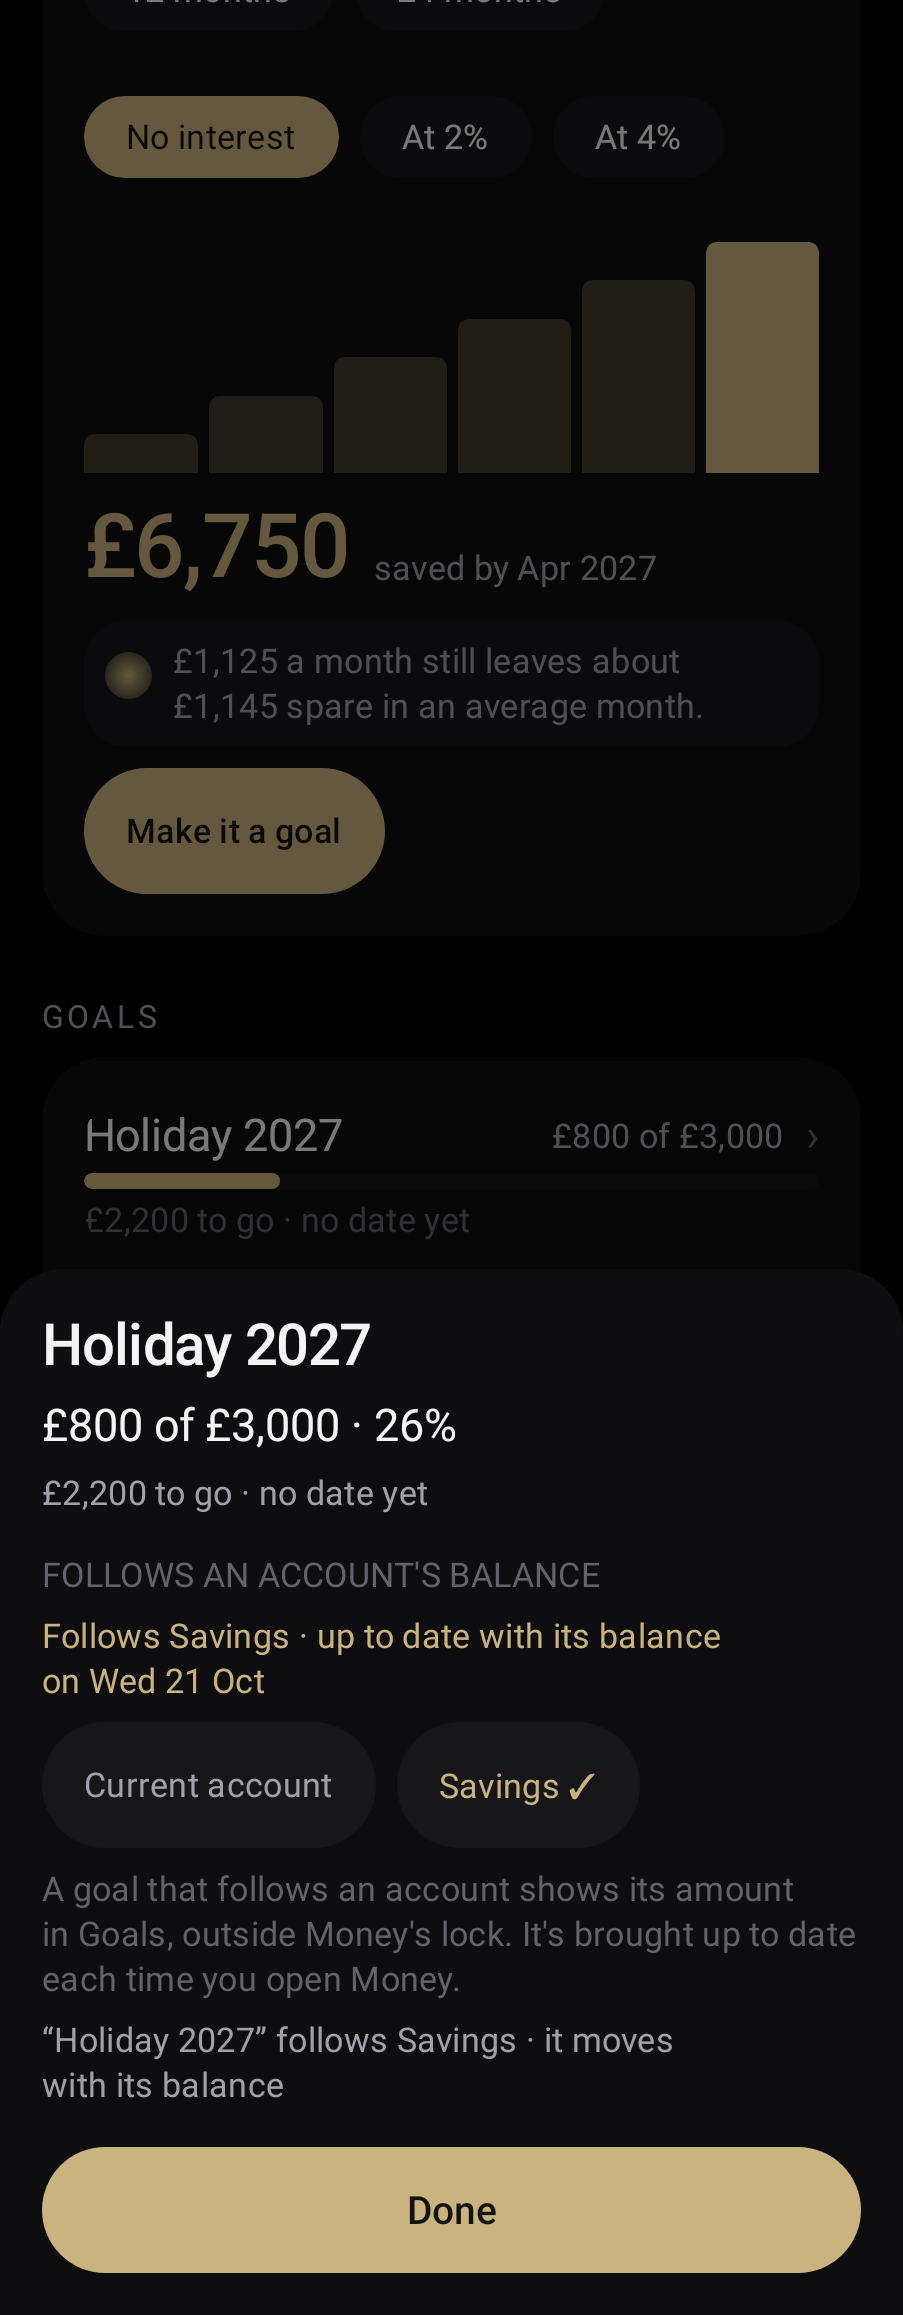 12 months 24 months
No interest At 2% At 4%
£6,750 saved by Apr 2027
£1,125 a month still leaves about
£1,145 spare in an average month.
Make it a goal
GOALS
Holiday 2027 £800 of £3,000 ›
£2,200 to go · no date yet
Holiday 2027
£800 of £3,000 · 26%
£2,200 to go · no date yet
FOLLOWS AN ACCOUNT'S BALANCE
Follows Savings · up to date with its balance
on Wed 21 Oct
Current account Savings ✓
A goal that follows an account shows its amount
in Goals, outside Money's lock. It's brought up to date
each time you open Money.
“Holiday 2027” follows Savings · it moves
with its balance
Done